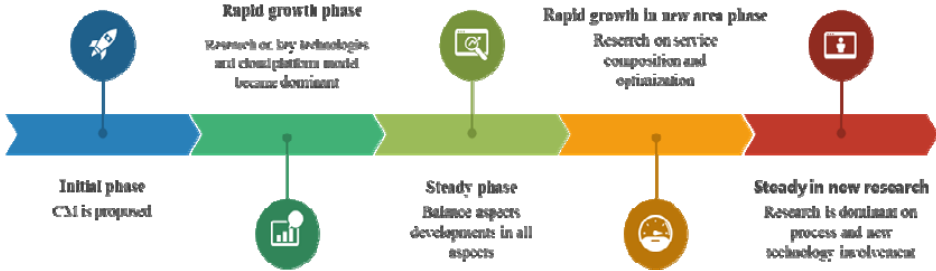 Rapid growth phase
Research on key technologies
and cloud platform model
became dominant
Rapid growth in new area phase
Research on service
composition and
optimization
Initial phase
CM is proposed
Steady phase
Balance aspects
developments in all
aspects
Steady in new research
Research is dominant on
process and new
technology involvement